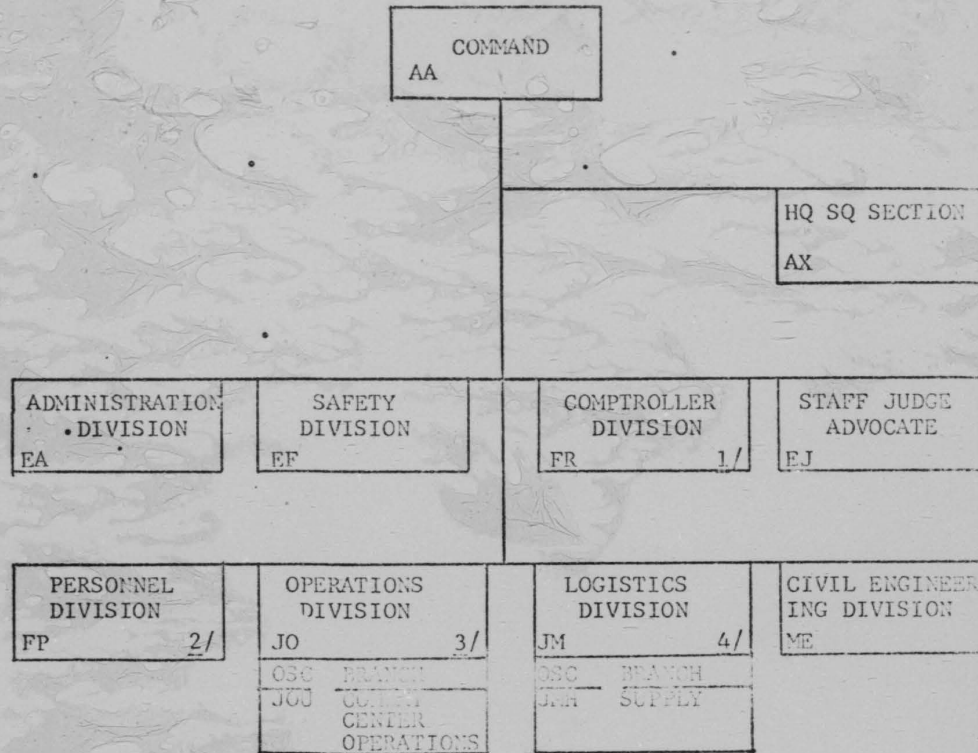 COMMAND
AA
HQ SQ SECTION
AX
ADMINISTRATION
DIVISION
EA
SAFETY
DIVISION
EF
COMPTROLLER
DIVISION
FR 1/
STAFF JUDGE
ADVOCATE
EJ
PERSONNEL
DIVISION
FP 2/
OPERATIONS
DIVISION
JO 3/
OSC BRANCH
JOJ
CENTER
OPERATIONS
LOGISTICS
DIVISION
JM 4/
OSC BRANCH
JMH SUPPLY
CIVIL ENGINEER
ING DIVISION
ME